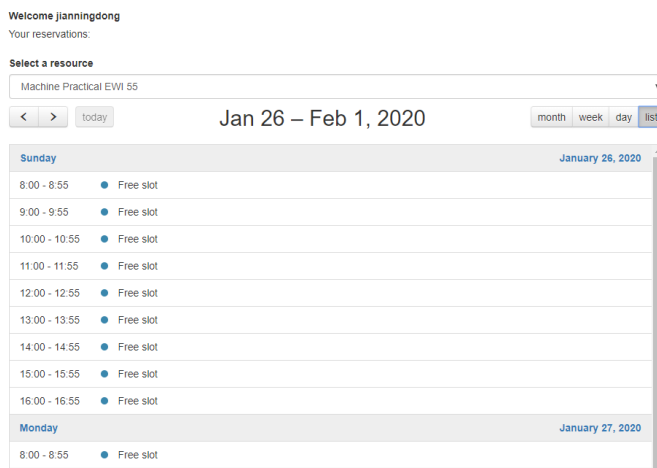 Welcome jianningdong
Your reservations:
Select a resource
Machine Practical EWI 55
< > today Jan 26 – Feb 1, 2020 month week day list
Sunday January 26, 2020
8:00 - 8:55 Free slot
9:00 - 9:55 Free slot
10:00 - 10:55 Free slot
11:00 - 11:55 Free slot
12:00 - 12:55 Free slot
13:00 - 13:55 Free slot
14:00 - 14:55 Free slot
15:00 - 15:55 Free slot
16:00 - 16:55 Free slot
Monday January 27, 2020
8:00 - 8:55 Free slot